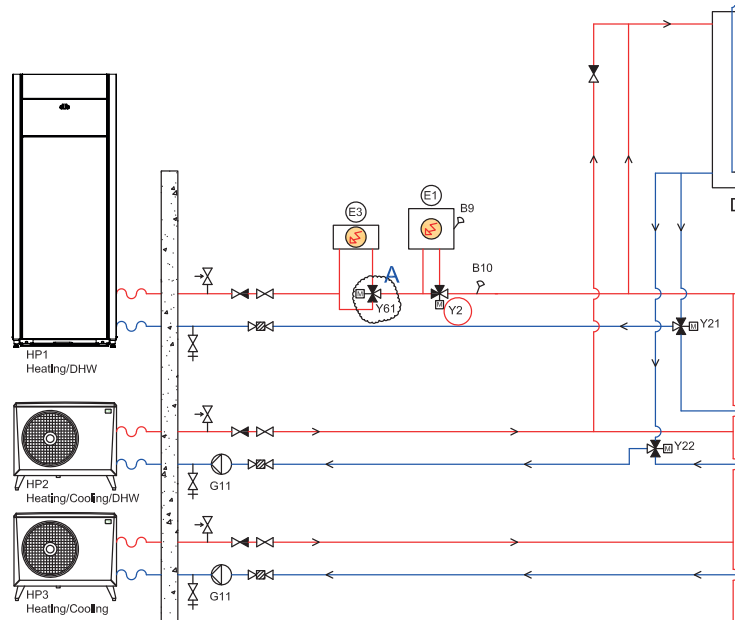 E1
E3
B9
A
B10
M
Y61
M
Y2
M
Y21
HP1
Heating/DHW
M
Y22
G11
HP2
Heating/Cooling/DHW
G11
HP3
Heating/Cooling